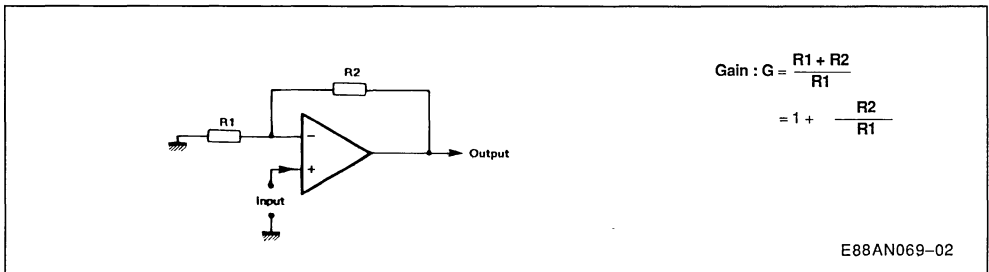 R2
R1
−
+
Output
Input
Gain : G = R1 + R2
R1
= 1 + R2
R1
E88AN069-02